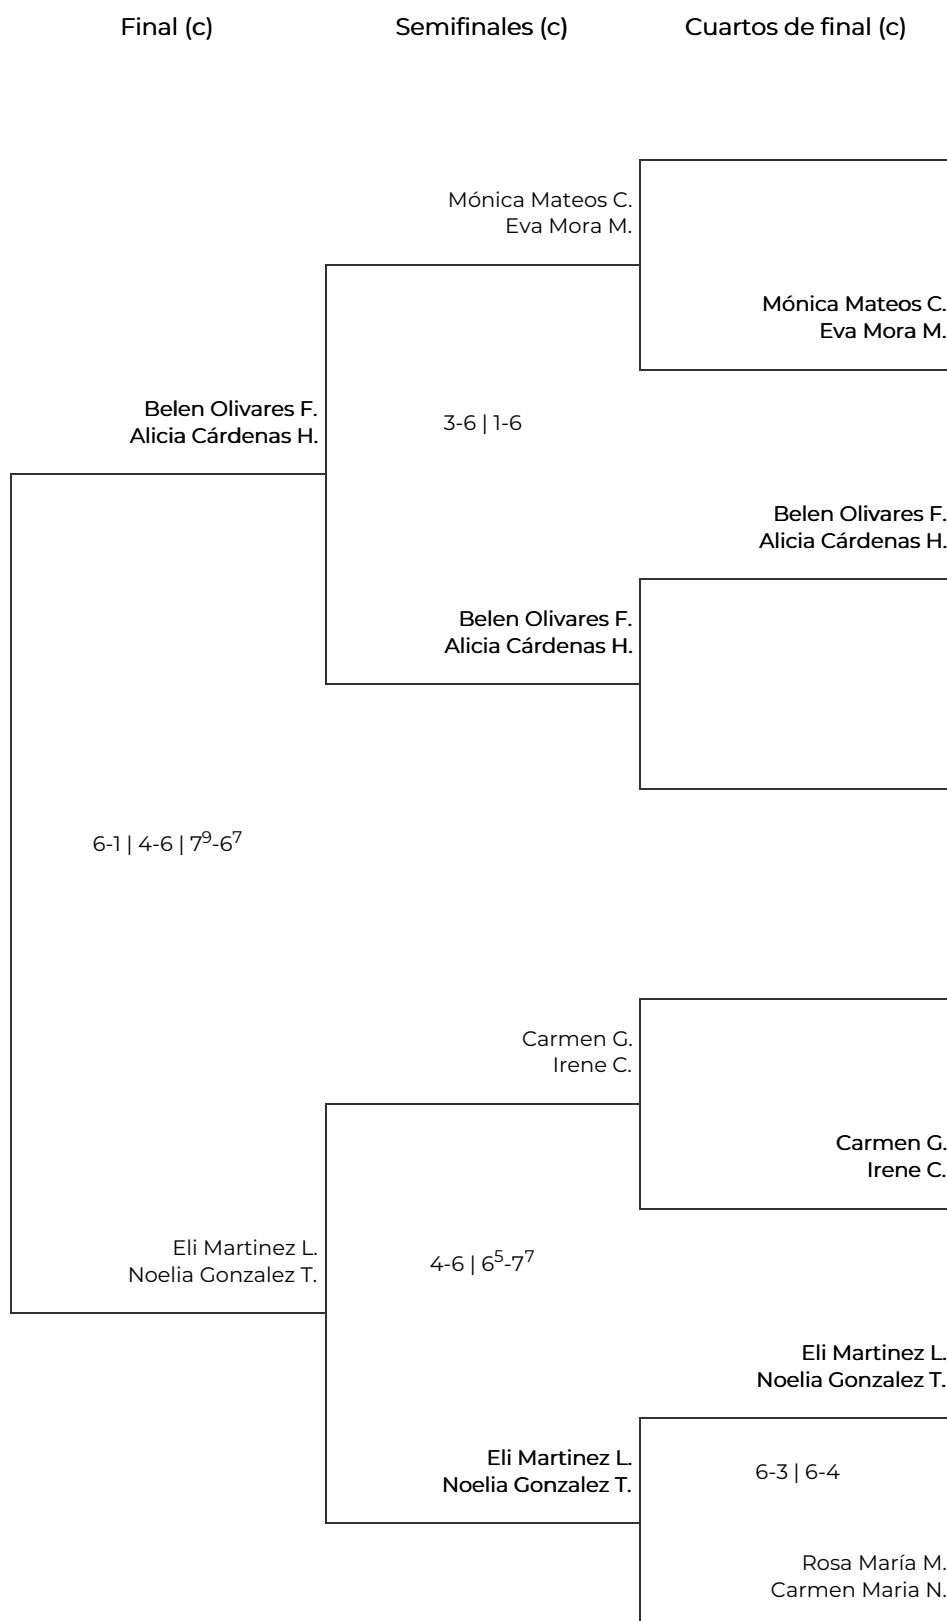 Final (c)
Semifinales (c)
Cuartos de final (c)
Mónica Mateos C.
Eva Mora M.
Mónica Mateos C.
Eva Mora M.
Belen Olivares F.
Alicia Cárdenas H.
3-6 | 1-6
Belen Olivares F.
Alicia Cárdenas H.
Belen Olivares F.
Alicia Cárdenas H.
6-1 | 4-6 | 7⁹-6⁷
Carmen G.
Irene C.
Carmen G.
Irene C.
Eli Martinez L.
Noelia Gonzalez T.
4-6 | 6⁵-7⁷
Eli Martinez L.
Noelia Gonzalez T.
Eli Martinez L.
Noelia Gonzalez T.
6-3 | 6-4
Rosa María M.
Carmen Maria N.